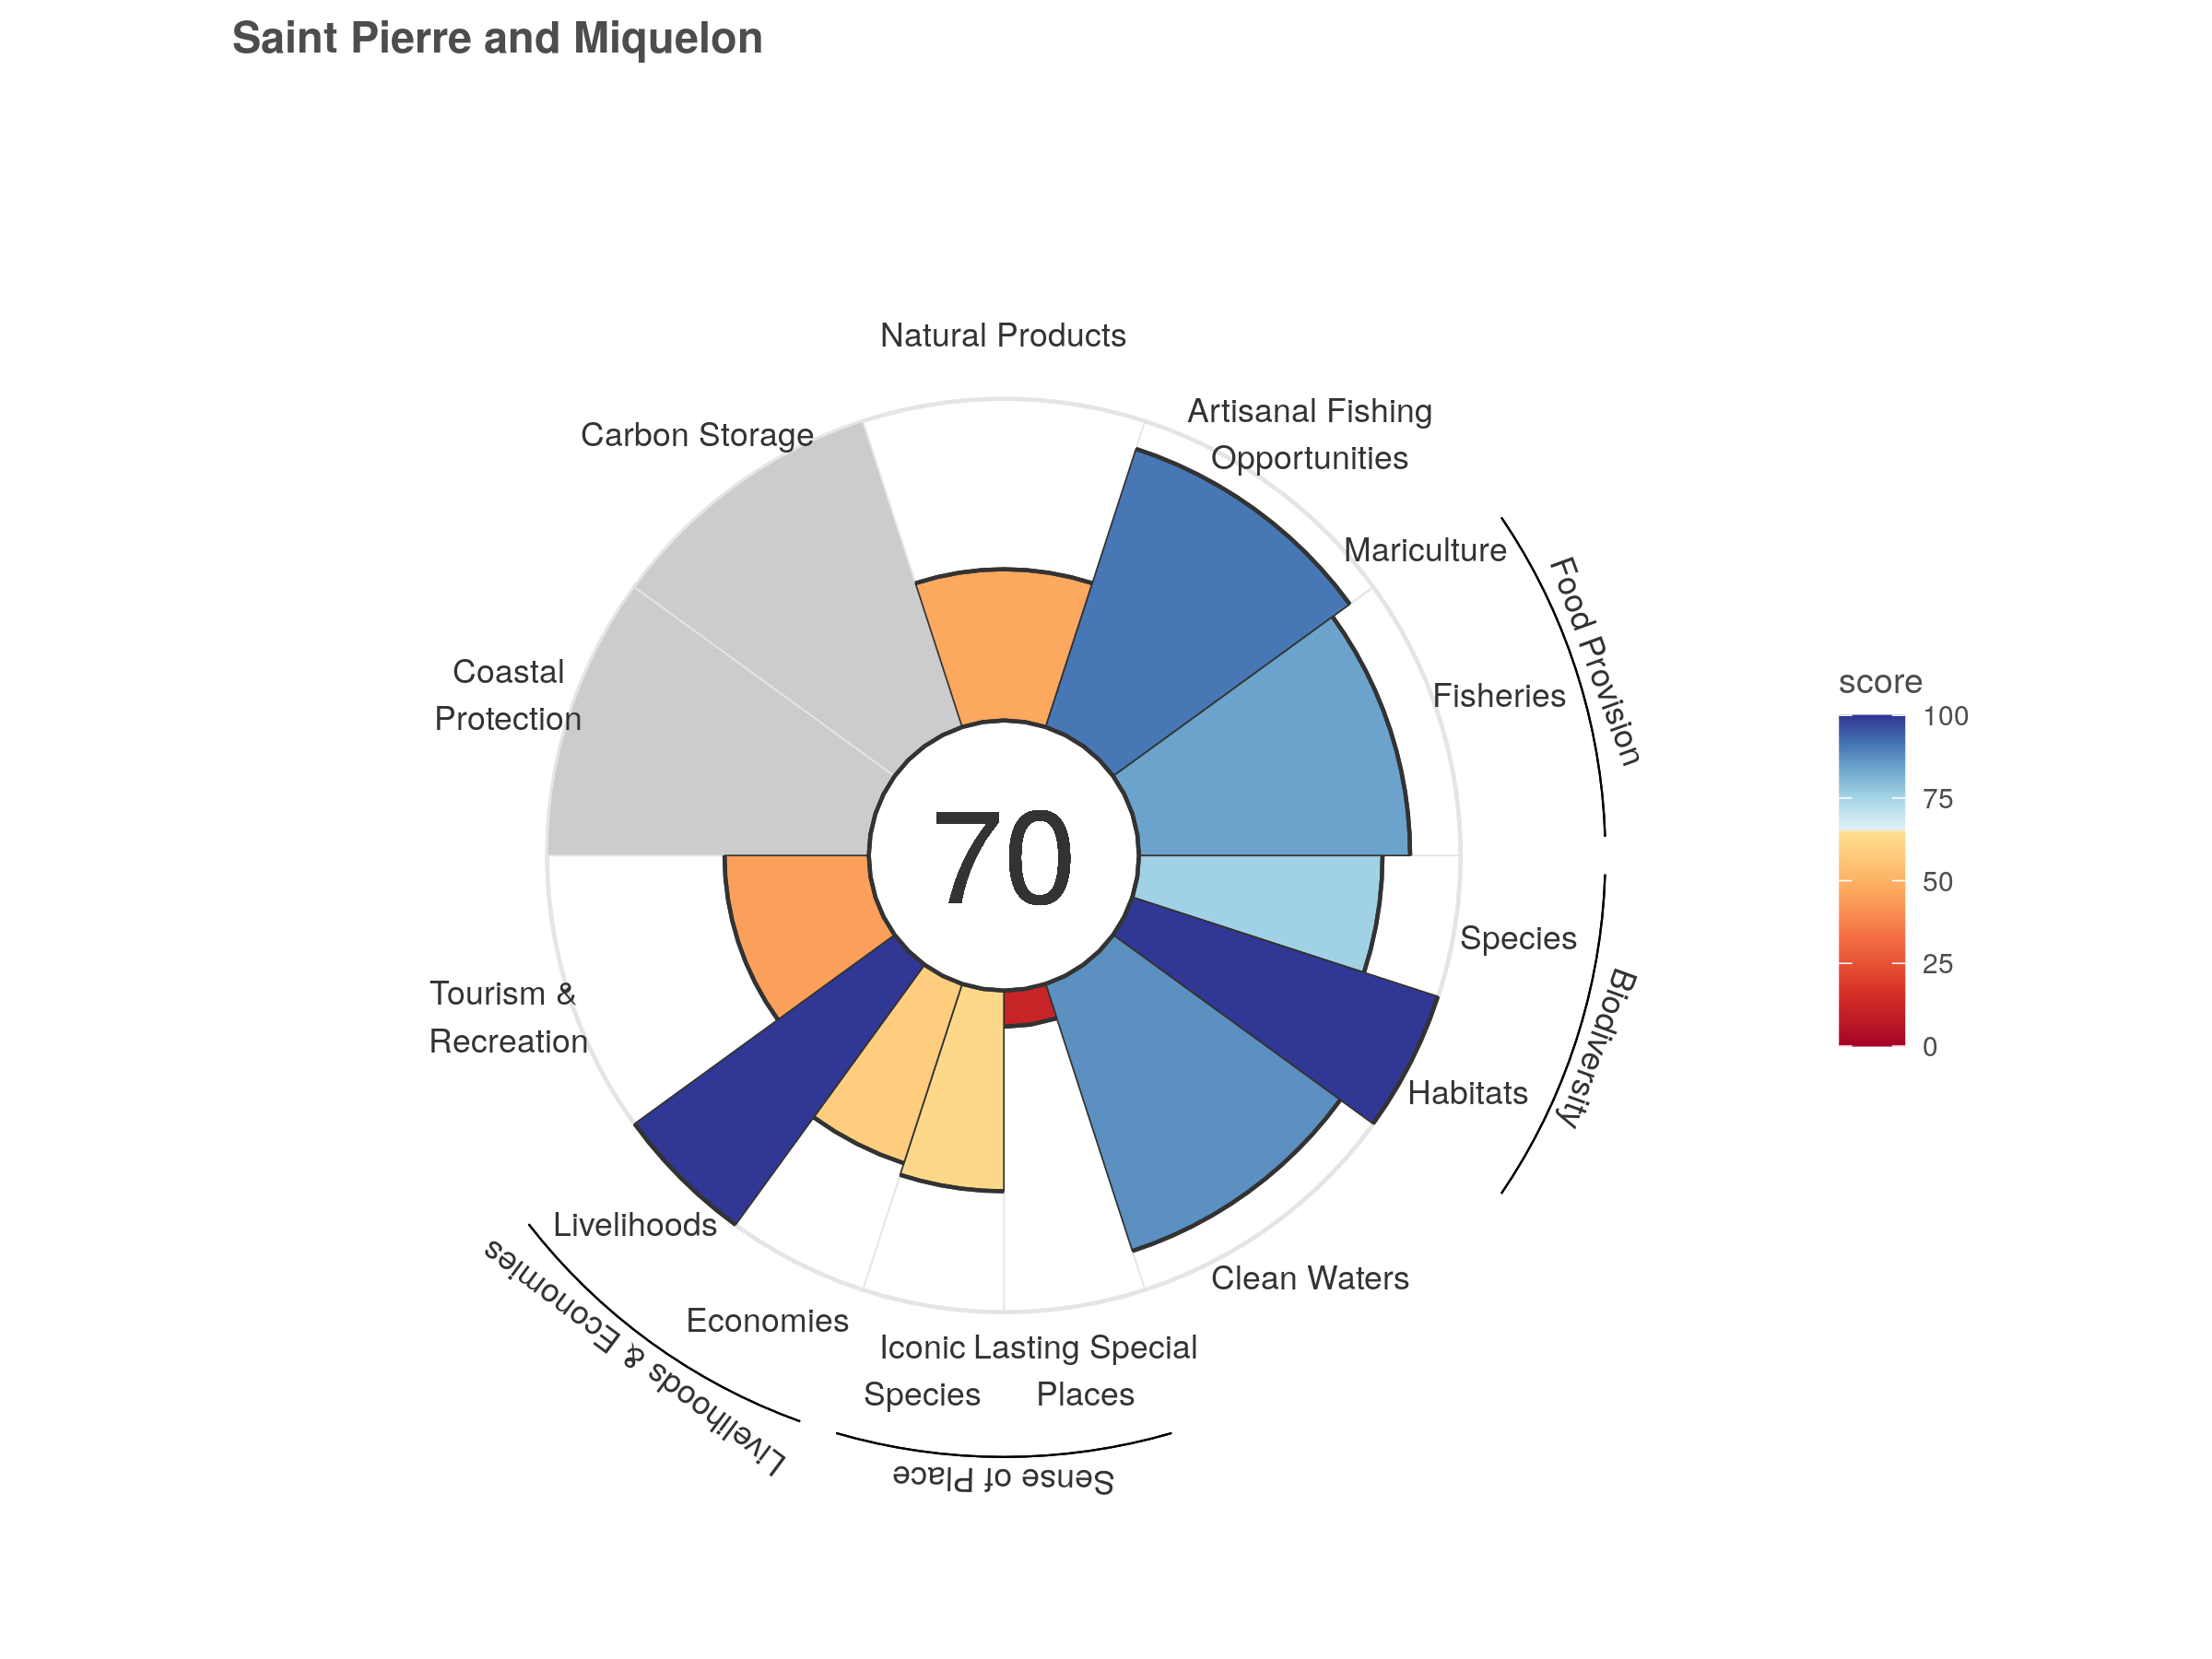 Saint Pierre and Miquelon
Natural Products
Artisanal Fishing
Opportunities
Carbon Storage
Mariculture
Food Provision
Fisheries
Coastal
Protection
70
Species
Biodiversity
Habitats
Tourism &
Recreation
Livelihoods
Clean Waters
Economies
Livelihoods & Economies
Iconic
Species
Lasting Special
Places
Sense of Place
score
100
75
50
25
0